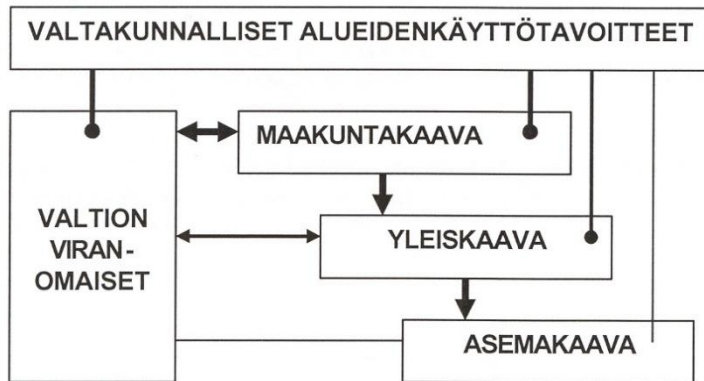 VALTAKUNNALLISET ALUEIDENKÄYTTÖTAVOITTEET
MAAKUNTAKAAVA
VALTION
VIRAN-
OMAISET
YLEISKAAVA
ASEMAKAAVA